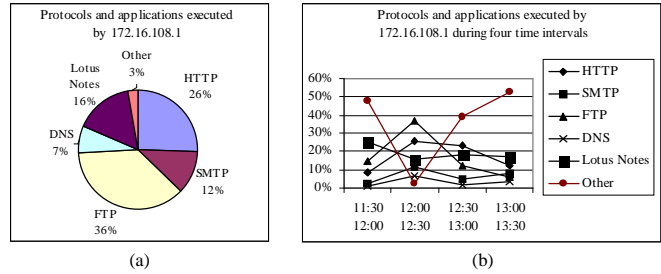 Protocols and applications executed
by 172.16.108.1
Other
3%
Lotus
Notes
16%
HTTP
26%
DNS
7%
SMTP
12%
FTP
36%
(a)
Protocols and applications executed by
172.16.108.1 during four time intervals
60%
50%
40%
30%
20%
10%
0%
11:30 12:00 12:30 13:00
12:00 12:30 13:00 13:30
HTTP
SMTP
FTP
DNS
Lotus Notes
Other
(b)